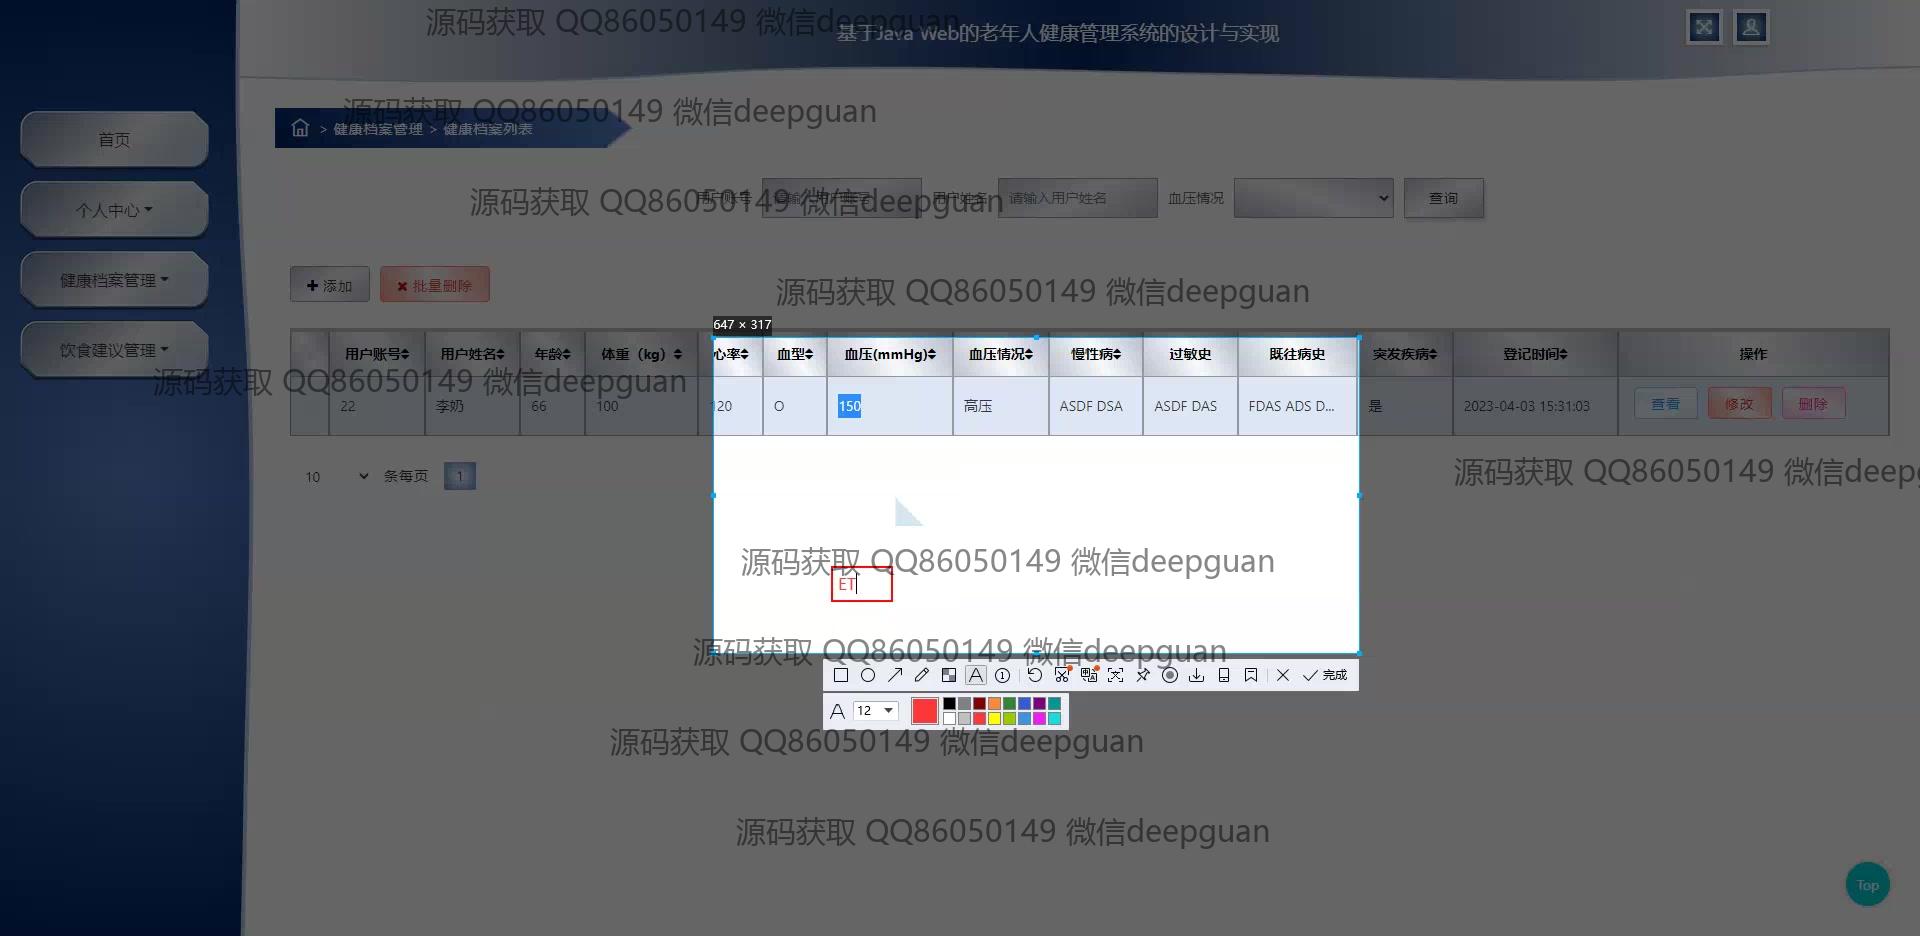 源码获取 QQ86050149 微信deepguan
基于Java Web的老年人健康管理系统的设计与实现
源码获取 QQ86050149 微信deepguan
> 健康档案管理 > 健康档案列表
首页
个人中心
健康档案管理
饮食建议管理
源码获取 QQ86050149 微信deepguan
用户账号 用户姓名 请输入用户姓名 血压情况 查询
添加 批量删除
源码获取 QQ86050149 微信deepguan
647 × 317
用户账号 用户姓名 年龄 体重（kg） 心率 血型 血压(mmHg) 血压情况 慢性病 过敏史 既往病史 突发疾病 登记时间 操作
源码获取 QQ86050149 微信deepguan
22 李奶 66 100 120 O 150 高压 ASDF DSA ASDF DAS FDAS ADS D... 是 2023-04-03 15:31:03 查看 修改 删除
10 条每页 1
源码获取 QQ86050149 微信deepg
源码获取 QQ86050149 微信deepguan
ET
源码获取 QQ86050149 微信deepguan
完成
A 12
源码获取 QQ86050149 微信deepguan
源码获取 QQ86050149 微信deepguan
Top